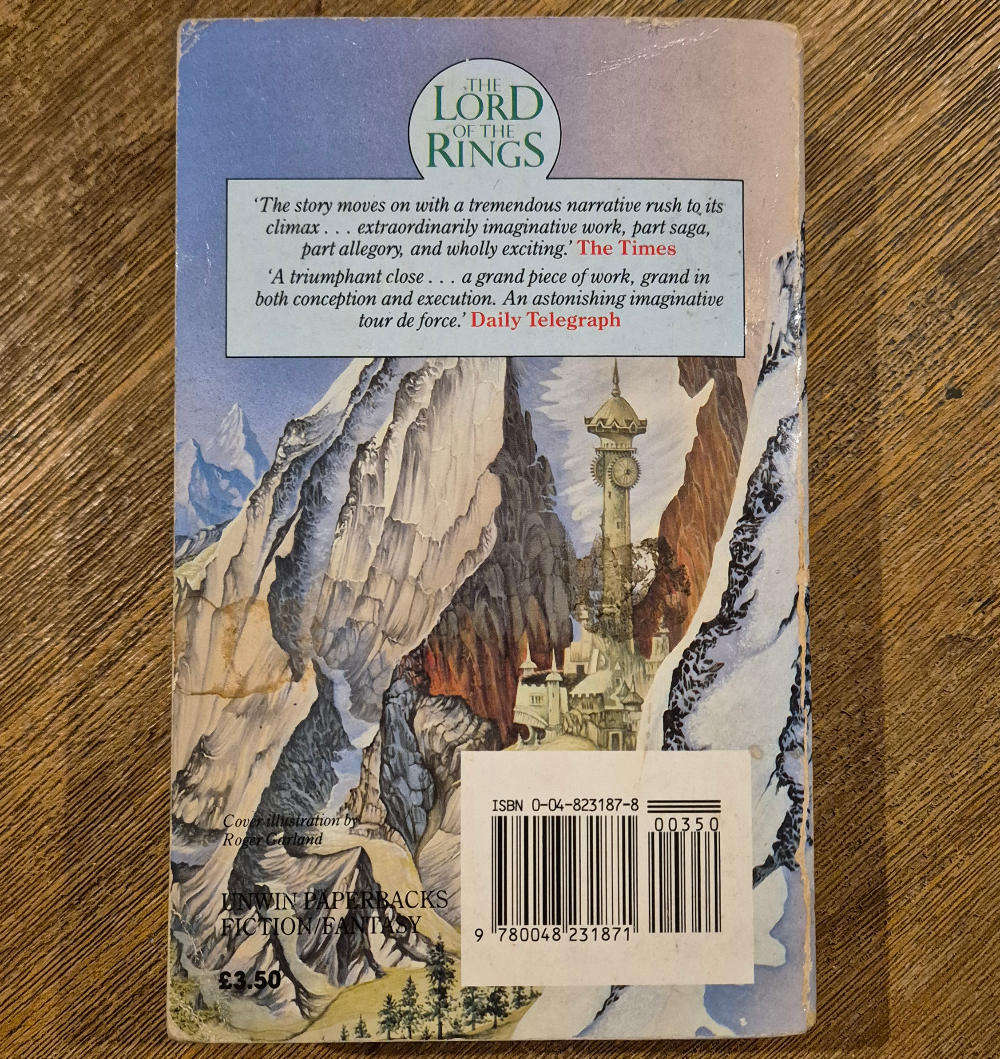 THE
LORD
OF THE
RINGS
‘The story moves on with a tremendous narrative rush to its
climax . . . extraordinarily imaginative work, part saga,
part allegory, and wholly exciting.’ The Times
‘A triumphant close . . . a grand piece of work, grand in
both conception and execution. An astonishing imaginative
tour de force.’ Daily Telegraph
Cover illustration by
Roger Garland
UNWIN PAPERBACKS
FICTION/FANTASY
£3.50
ISBN 0-04-823187-8
00350
9 780048 231871